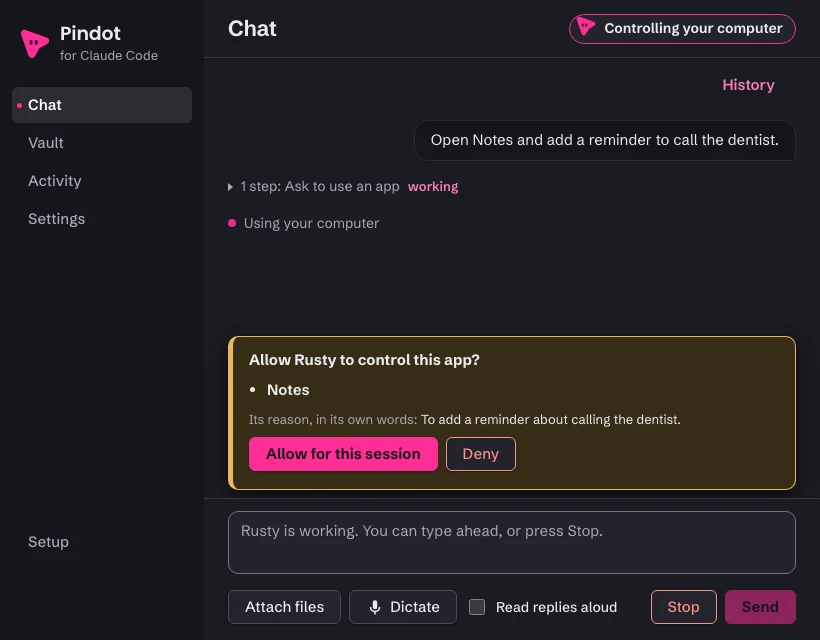 Pindot
for Claude Code
Chat
Vault
Activity
Settings
Setup
Chat
Controlling your computer
History
Open Notes and add a reminder to call the dentist.
1 step: Ask to use an app working
Using your computer
Allow Rusty to control this app?
• Notes
Its reason, in its own words: To add a reminder about calling the dentist.
Allow for this session
Deny
Rusty is working. You can type ahead, or press Stop.
Attach files
Dictate
Read replies aloud
Stop
Send